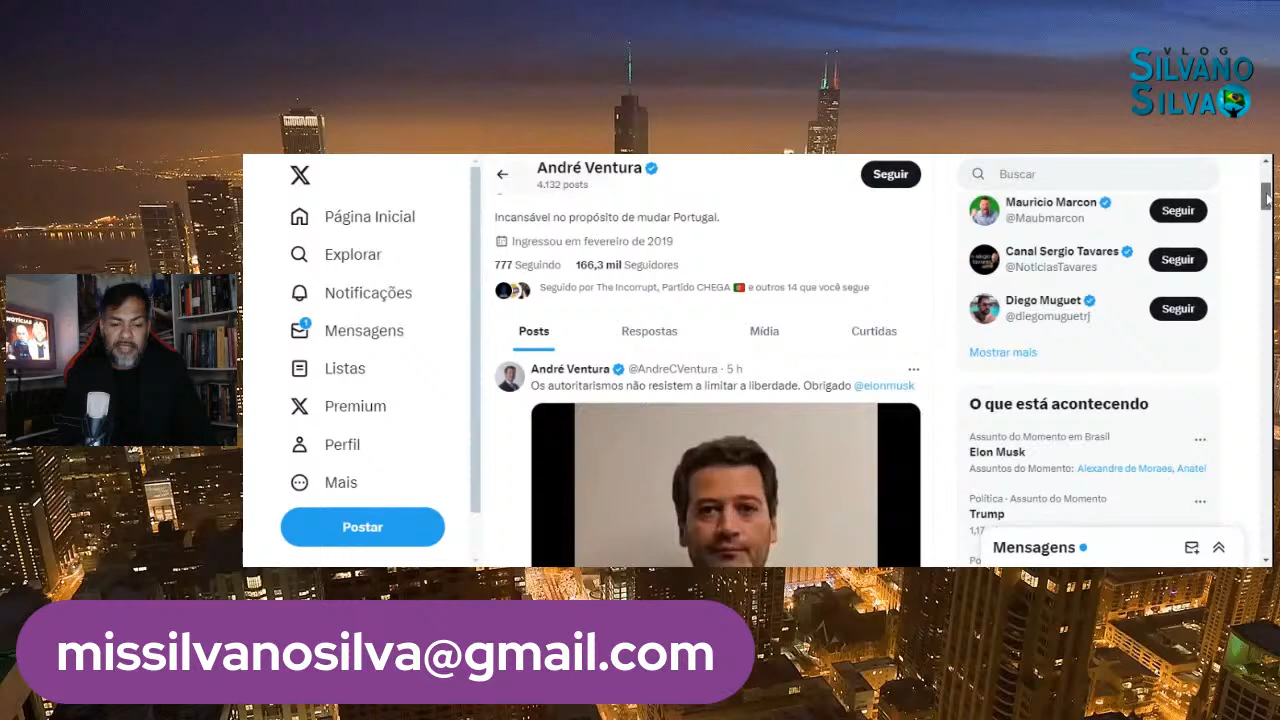 VLOG
SILVANO
SILVA
André Ventura
4.132 posts
Seguir
Incansável no propósito de mudar Portugal.
Ingressou em fevereiro de 2019
777 Seguindo 166,3 mil Seguidores
Seguido por The Incorrupt, Partido CHEGA 🇵🇹 e outros 14 que você segue
Posts Respostas Mídia Curtidas
André Ventura @AndreCVentura · 5 h
Os autoritarismos não resistem a limitar a liberdade. Obrigado @elonmusk
X
Página Inicial
Explorar
Notificações
1
Mensagens
Listas
Premium
Perfil
Mais
Postar
Buscar
Mauricio Marcon
@Maubmarcon
Seguir
Canal Sergio Tavares
@NoticiasTavares
Seguir
Diego Muguet
@diegomuguetrj
Seguir
Mostrar mais
O que está acontecendo
Assunto do Momento em Brasil
Elon Musk
Assuntos do Momento: Alexandre de Moraes, Anatel
Política · Assunto do Momento
Trump
1,17
Po
Mensagens
NOTÍCIAS
missilvanosilva@gmail.com